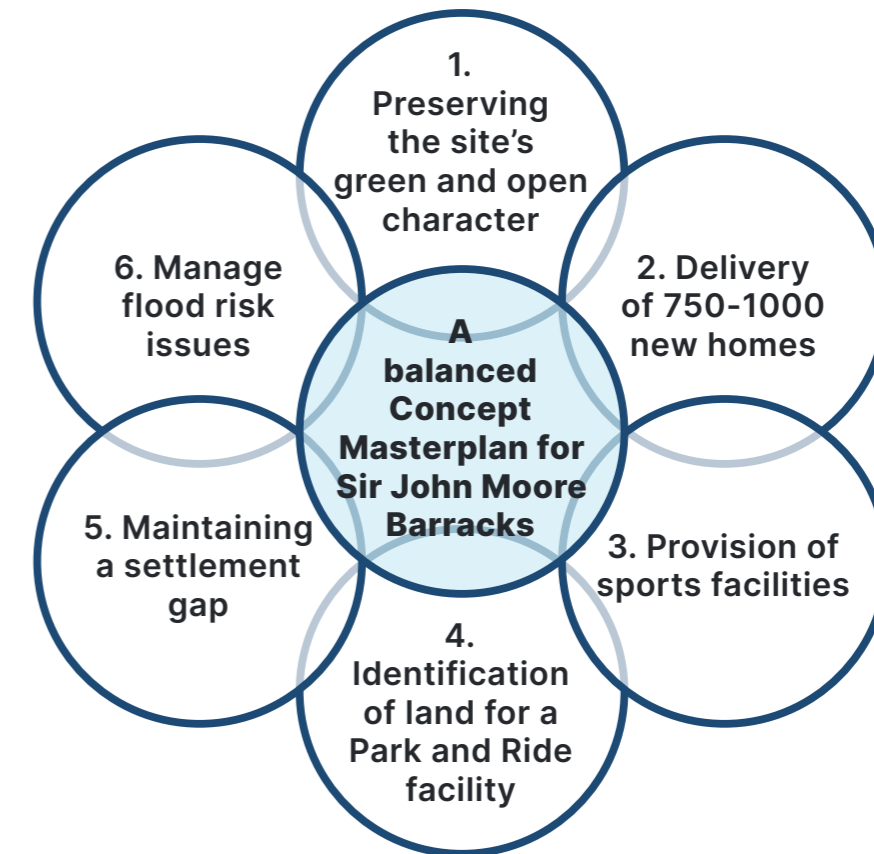 1.
Preserving
the site’s
green and open
character
2. Delivery
of 750-1000
new homes
3. Provision of
sports facilities
4.
Identification
of land for a
Park and Ride
facility
5. Maintaining
a settlement
gap
6. Manage
flood risk
issues
A
balanced
Concept
Masterplan for
Sir John Moore
Barracks